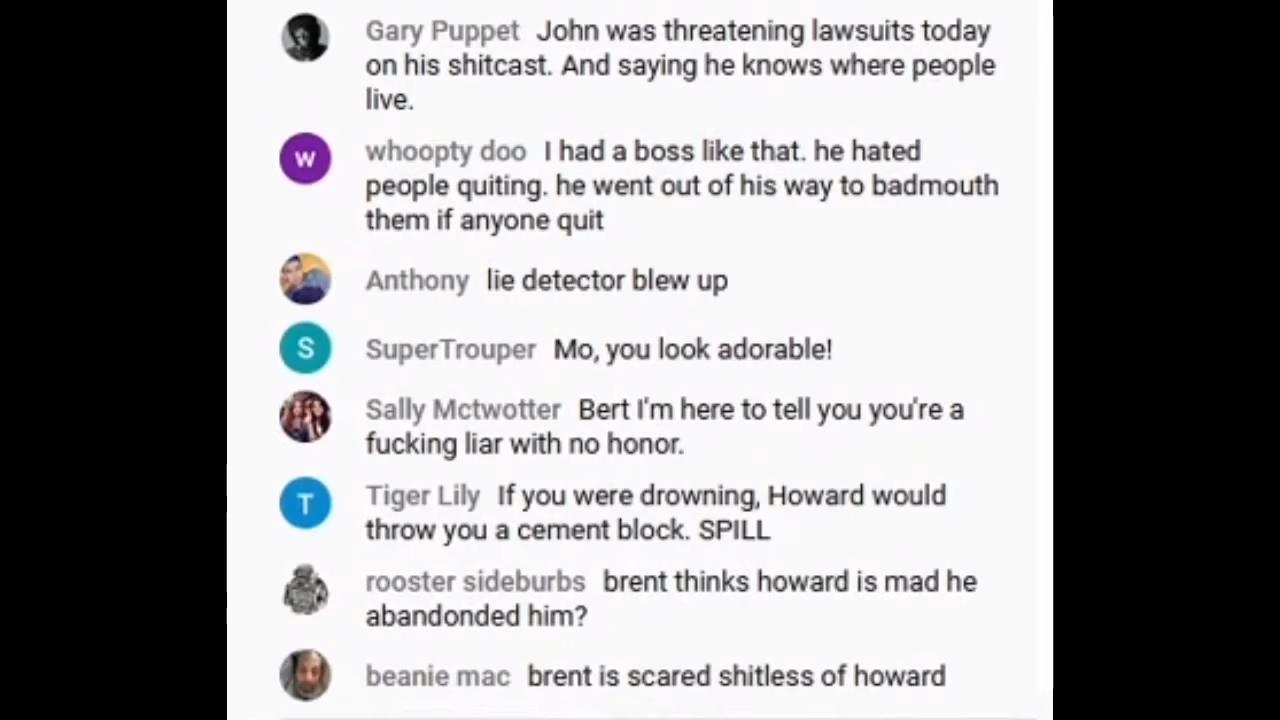 Gary Puppet John was threatening lawsuits today
on his shitcast. And saying he knows where people
live.
W whoopty doo I had a boss like that. he hated
people quiting. he went out of his way to badmouth
them if anyone quit
Anthony lie detector blew up
S SuperTrouper Mo, you look adorable!
Sally Mctwotter Bert I'm here to tell you you're a
fucking liar with no honor.
T Tiger Lily If you were drowning, Howard would
throw you a cement block. SPILL
rooster sideburbs brent thinks howard is mad he
abandonded him?
beanie mac brent is scared shitless of howard